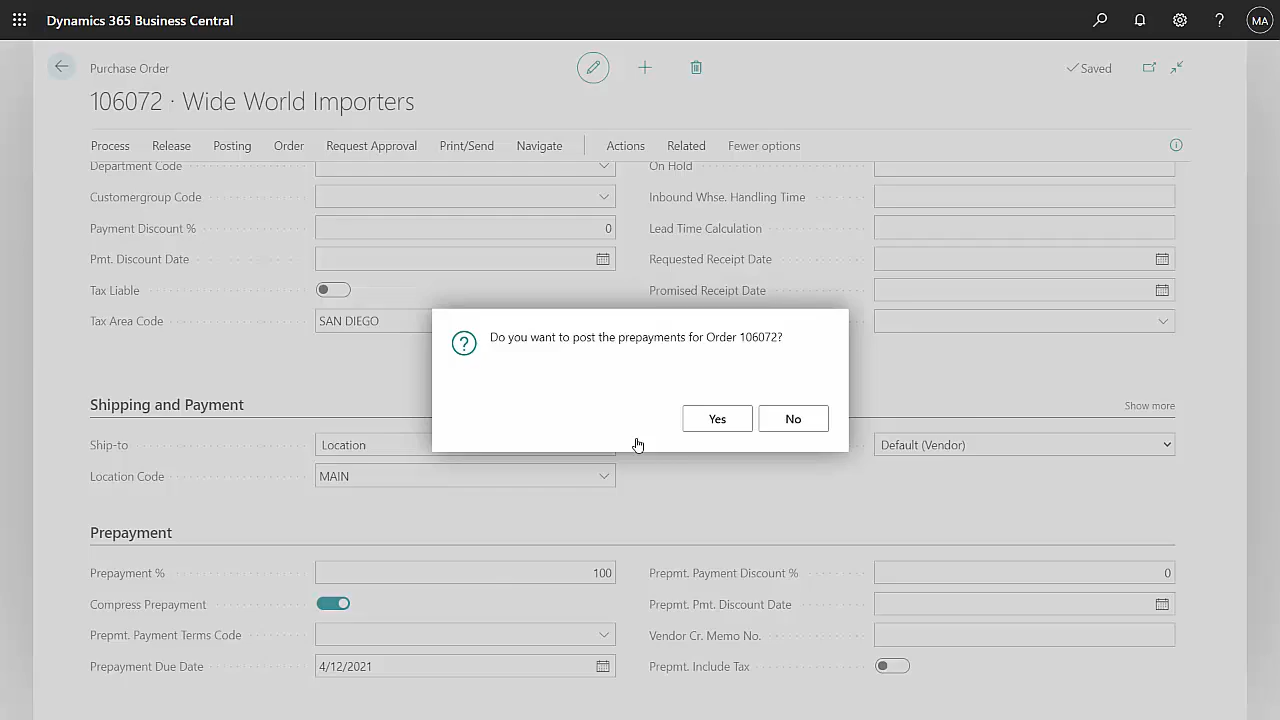 Dynamics 365 Business Central
MA
Purchase Order
Saved
106072 · Wide World Importers
Process Release Posting Order Request Approval Print/Send Navigate Actions Related Fewer options
Department Code On Hold
Customergroup Code Inbound Whse. Handling Time
Payment Discount % 0 Lead Time Calculation
Pmt. Discount Date Requested Receipt Date
Tax Liable Promised Receipt Date
Tax Area Code SAN DIEGO
Do you want to post the prepayments for Order 106072?
Yes No
Shipping and Payment Show more
Ship-to Location Default (Vendor)
Location Code MAIN
Prepayment
Prepayment % 100 Prepmt. Payment Discount % 0
Compress Prepayment Prepmt. Pmt. Discount Date
Prepmt. Payment Terms Code Vendor Cr. Memo No.
Prepayment Due Date 4/12/2021 Prepmt. Include Tax